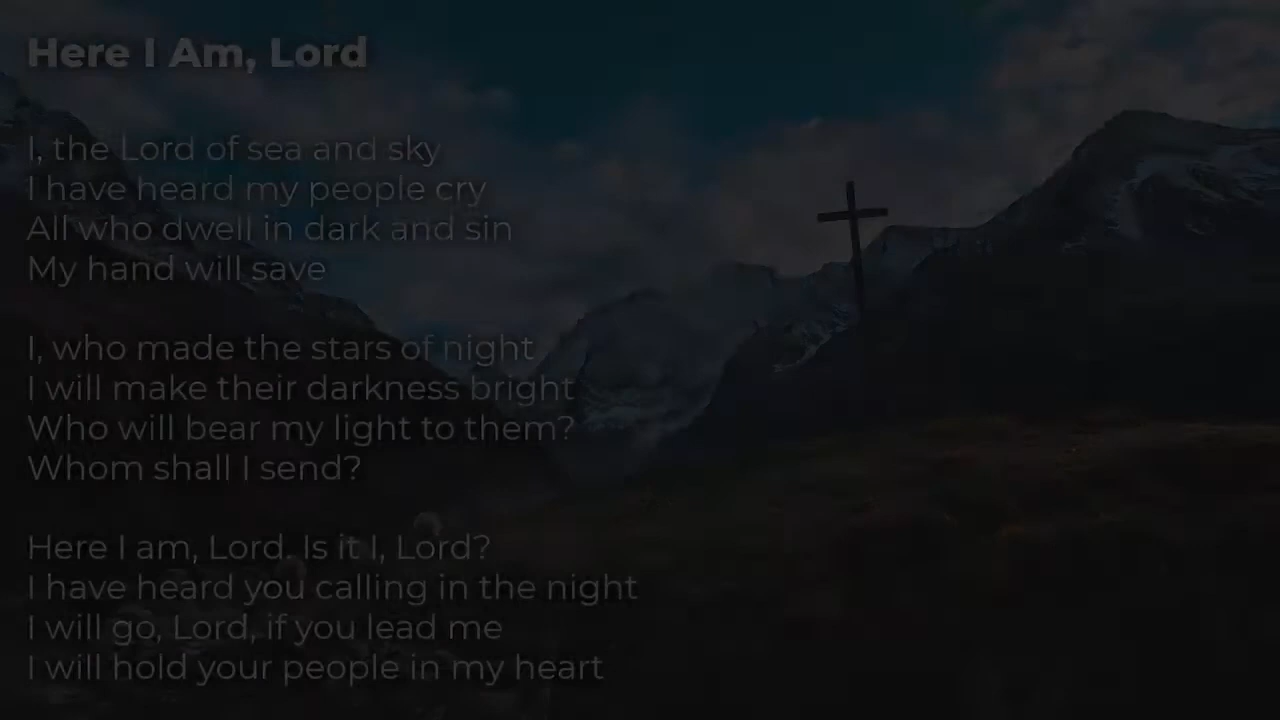 Here I Am, Lord
I, the Lord of sea and sky
I have heard my people cry
All who dwell in dark and sin
My hand will save
I, who made the stars of night
I will make their darkness bright
Who will bear my light to them?
Whom shall I send?
Here I am, Lord. Is it I, Lord?
I have heard you calling in the night
I will go, Lord, if you lead me
I will hold your people in my heart